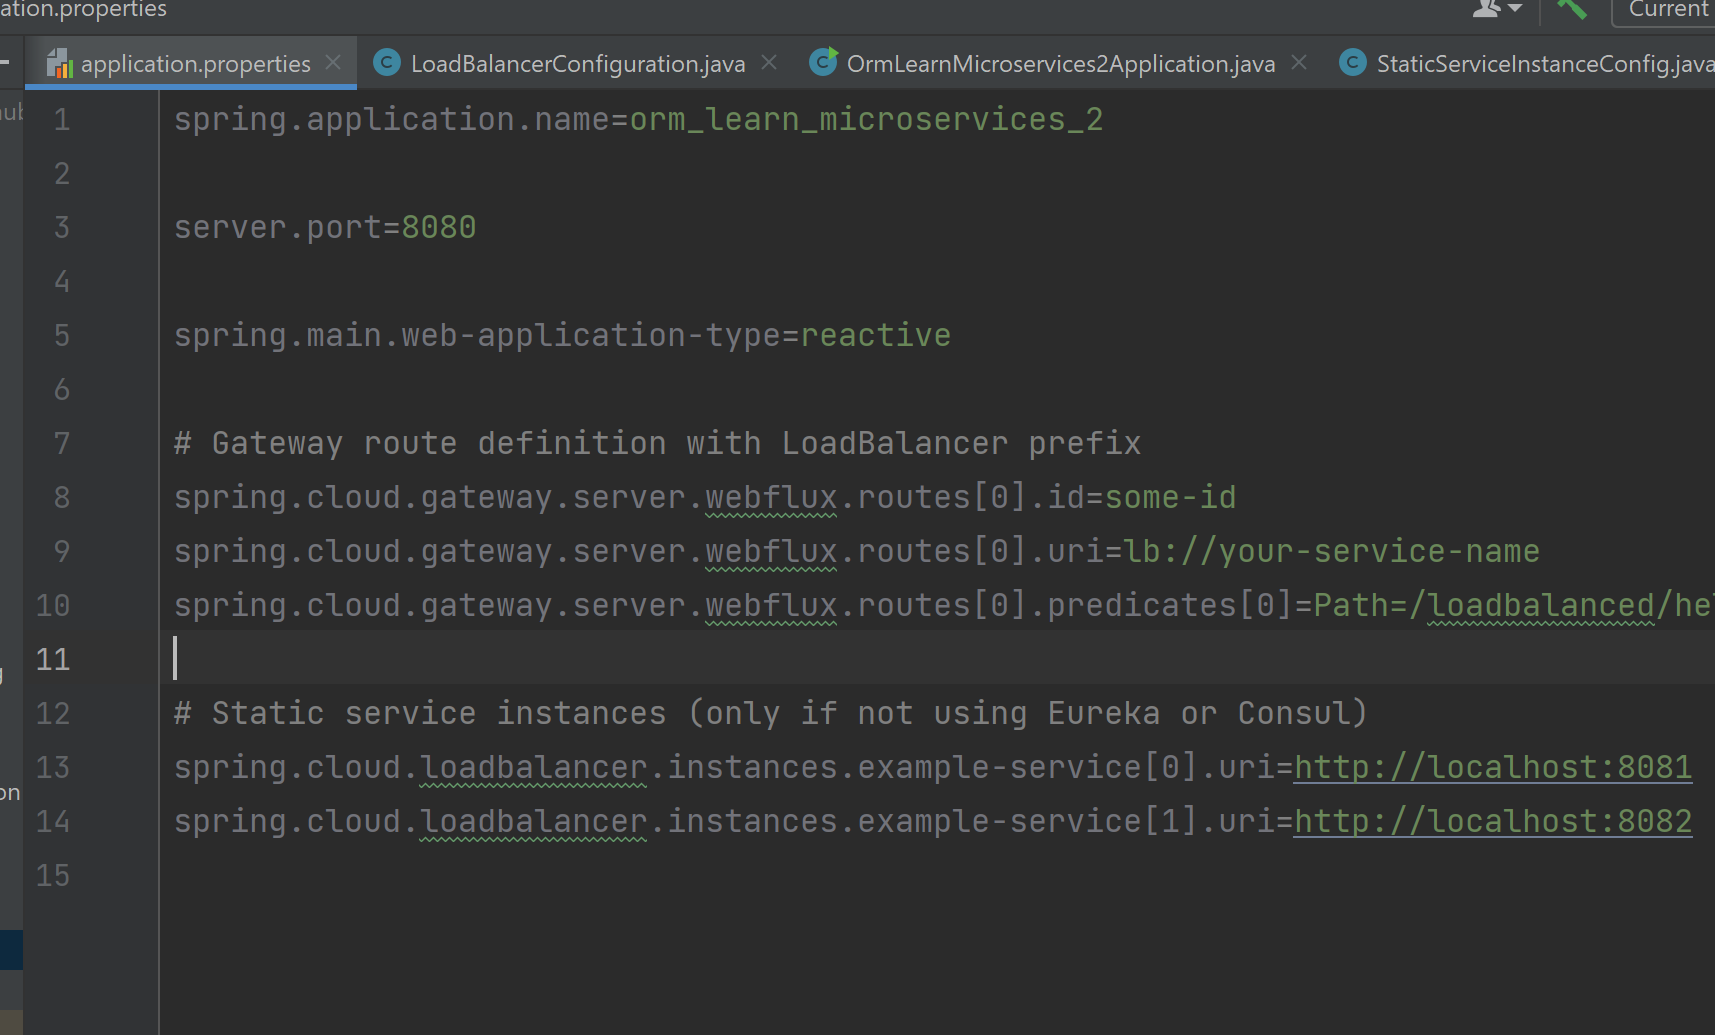 ation.properties
Current
application.properties LoadBalancerConfiguration.java OrmLearnMicroservices2Application.java StaticServiceInstanceConfig.java
1 spring.application.name=orm_learn_microservices_2
2
3 server.port=8080
4
5 spring.main.web-application-type=reactive
6
7 # Gateway route definition with LoadBalancer prefix
8 spring.cloud.gateway.server.webflux.routes[0].id=some-id
9 spring.cloud.gateway.server.webflux.routes[0].uri=lb://your-service-name
10 spring.cloud.gateway.server.webflux.routes[0].predicates[0]=Path=/loadbalanced/he
11
12 # Static service instances (only if not using Eureka or Consul)
13 spring.cloud.loadbalancer.instances.example-service[0].uri=http://localhost:8081
14 spring.cloud.loadbalancer.instances.example-service[1].uri=http://localhost:8082
15